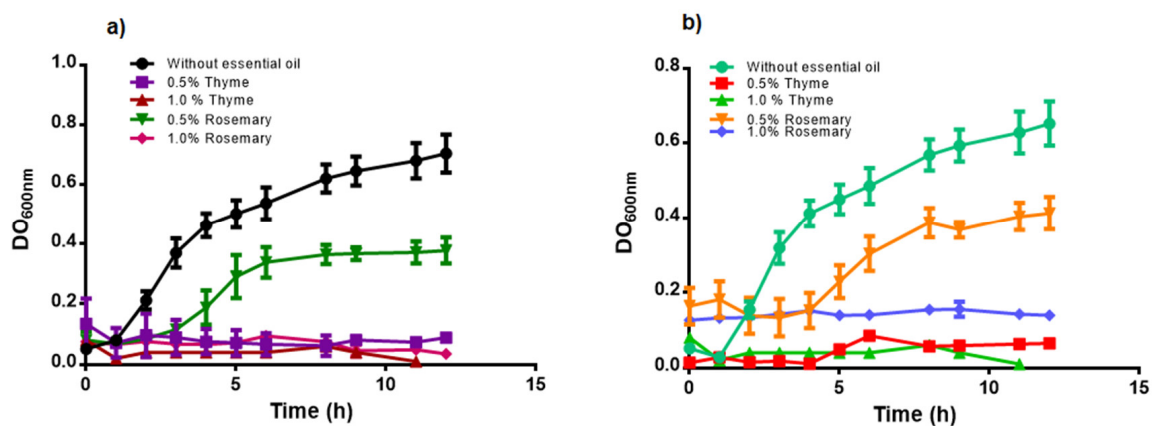 a)
Without essential oil
0.5% Thyme
1.0 % Thyme
0.5% Rosemary
1.0% Rosemary
1.0
0.8
0.6
0.4
0.2
0.0
DO600nm
0
5
10
15
Time (h)
b)
Without essential oil
0.5% Thyme
1.0 % Thyme
0.5% Rosemary
1.0% Rosemary
0.8
0.6
0.4
0.2
0.0
DO600nm
0
5
10
15
Time (h)